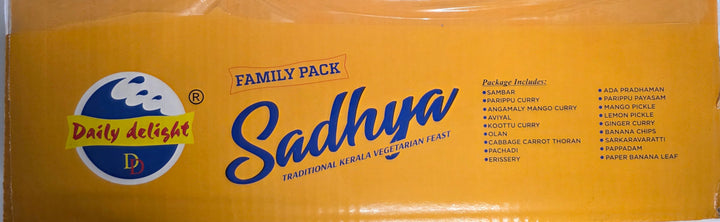 Daily delight
®
DD
FAMILY PACK
Sadhya
TRADITIONAL KERALA VEGETARIAN FEAST
Package Includes:
•SAMBAR
•PARIPPU CURRY
•ANGAMALY MANGO CURRY
•AVIYAL
•KOOTTU CURRY
•OLAN
•CABBAGE CARROT THORAN
•PACHADI
•ERISSERY
•ADA PRADHAMAN
•PARIPPU PAYASAM
•MANGO PICKLE
•LEMON PICKLE
•GINGER CURRY
•BANANA CHIPS
•SARKARAVARATTI
•PAPPADAM
•PAPER BANANA LEAF